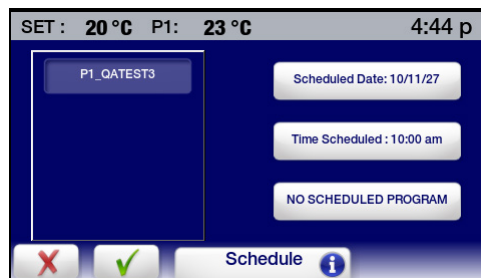 SET : 20 °C P1: 23 °C 4:44 p
P1_QATEST3
Scheduled Date: 10/11/27
Time Scheduled : 10:00 am
NO SCHEDULED PROGRAM
Schedule i